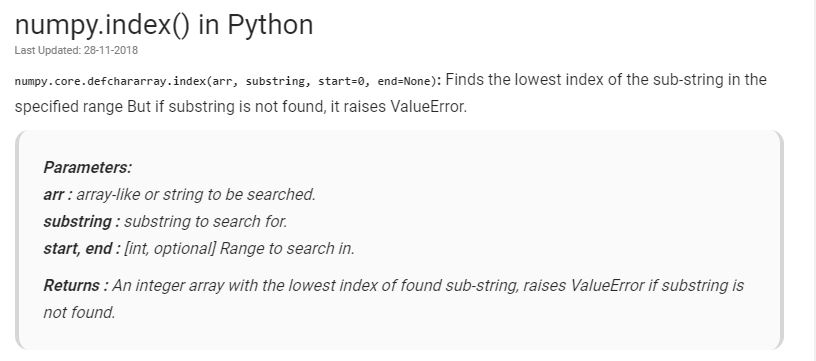 numpy.index() in Python
Last Updated: 28-11-2018
numpy.core.defchararray.index(arr, substring, start=0, end=None): Finds the lowest index of the sub-string in the
specified range But if substring is not found, it raises ValueError.
Parameters:
arr : array-like or string to be searched.
substring : substring to search for.
start, end : [int, optional] Range to search in.
Returns : An integer array with the lowest index of found sub-string, raises ValueError if substring is
not found.